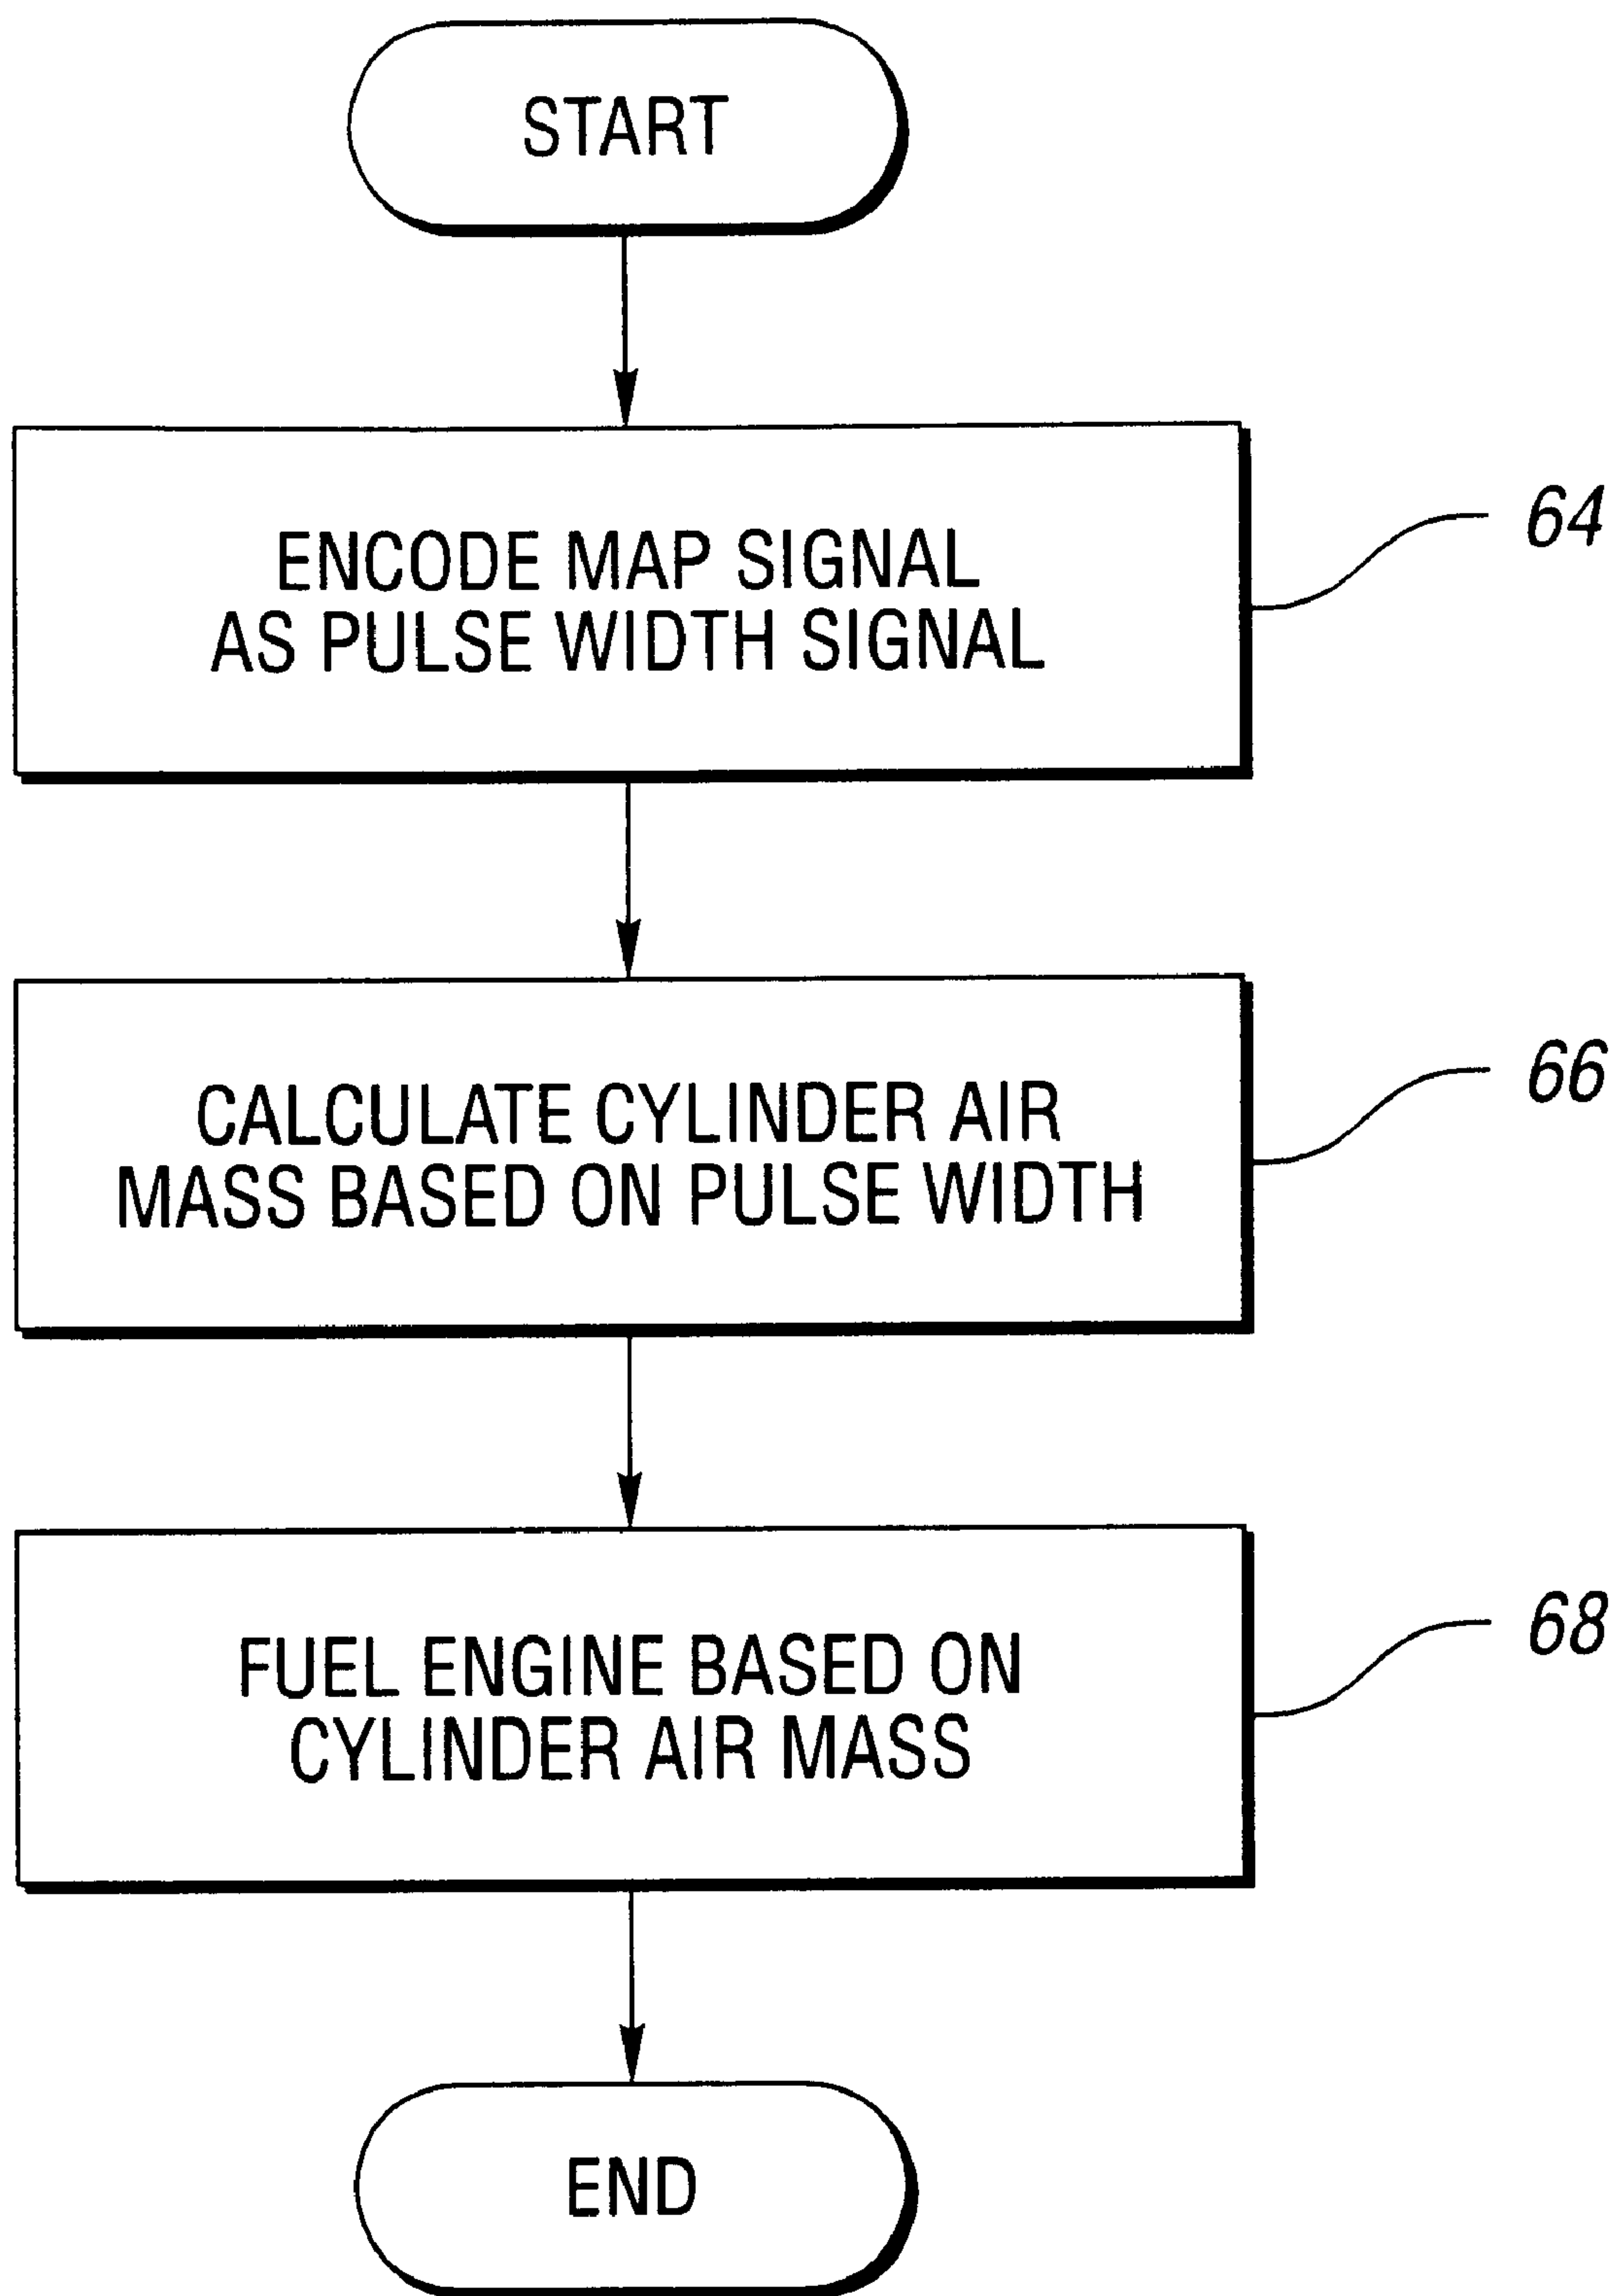 START
ENCODE MAP SIGNAL
AS PULSE WIDTH SIGNAL
64
CALCULATE CYLINDER AIR
MASS BASED ON PULSE WIDTH
66
FUEL ENGINE BASED ON
CYLINDER AIR MASS
68
END